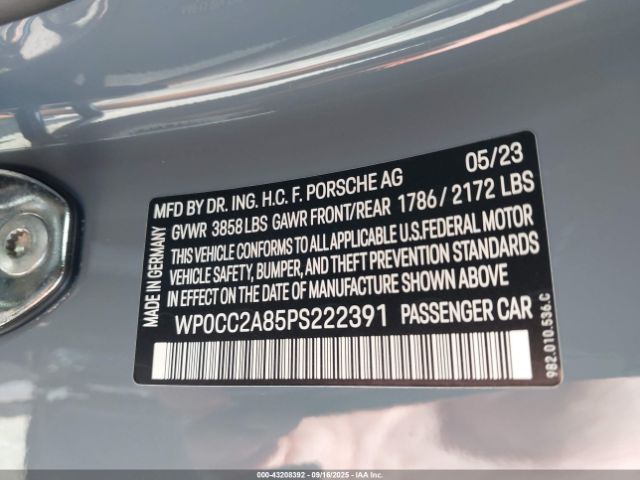 MFD BY DR. ING. H.C. F. PORSCHE AG 05/23
GVWR 3858 LBS GAWR FRONT/REAR 1786 / 2172 LBS
THIS VEHICLE CONFORMS TO ALL APPLICABLE U.S.FEDERAL MOTOR
VEHICLE SAFETY, BUMPER, AND THEFT PREVENTION STANDARDS
IN EFFECT ON THE DATE OF MANUFACTURE SHOWN ABOVE
WP0CC2A85PS222391 PASSENGER CAR
MADE IN GERMANY
982.010.536.C
000-43208392 - 09/16/2025 - IAAI.COM